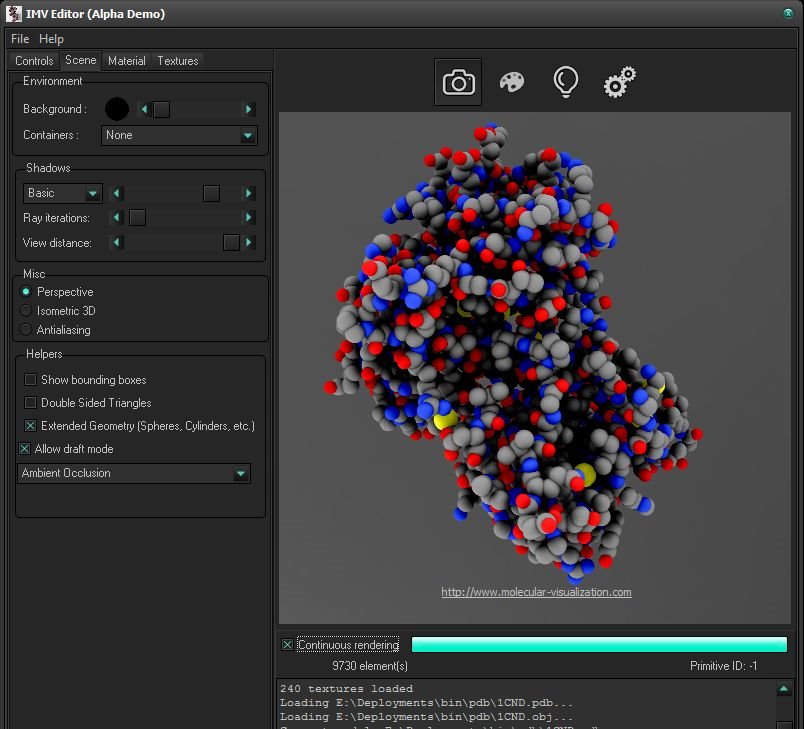 IMV Editor (Alpha Demo)
File Help
Controls Scene Material Textures
Environment
Background :
Containers : None
Shadows
Basic
Ray iterations:
View distance:
Misc
Perspective
Isometric 3D
Antialiasing
Helpers
Show bounding boxes
Double Sided Triangles
Extended Geometry (Spheres, Cylinders, etc.)
Allow draft mode
Ambient Occlusion
http://www.molecular-visualization.com
Continuous rendering
9730 element(s) Primitive ID: -1
240 textures loaded
Loading E:\Deployments\bin\pdb\1CND.pdb...
Loading E:\Deployments\bin\pdb\1CND.obj...